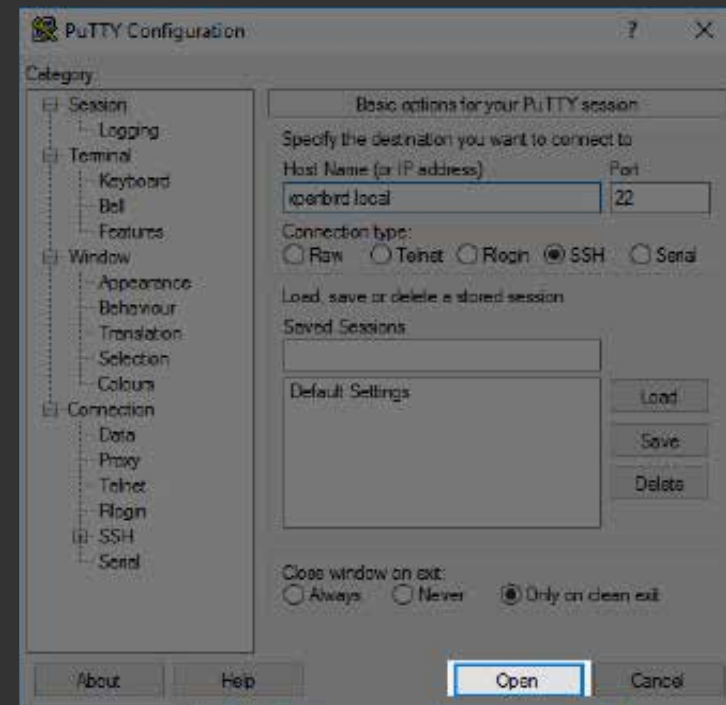 PuTTY Configuration ? X
Category
Session
Logging
Terminal
Keyboard
Bell
Features
Window
Appearance
Behaviour
Translation
Selection
Colours
Connection
Data
Proxy
Telnet
Rlogin
SSH
Serial
Basic options for your PuTTY session
Specify the destination you want to connect to
Host Name (or IP address) Port
xperbird.local 22
Connection type:
Raw Telnet Rlogin SSH Serial
Load, save or delete a stored session
Saved Sessions
Default Settings
Load
Save
Delete
Close window on exit:
Always Never Only on clean exit
About Help Open Cancel